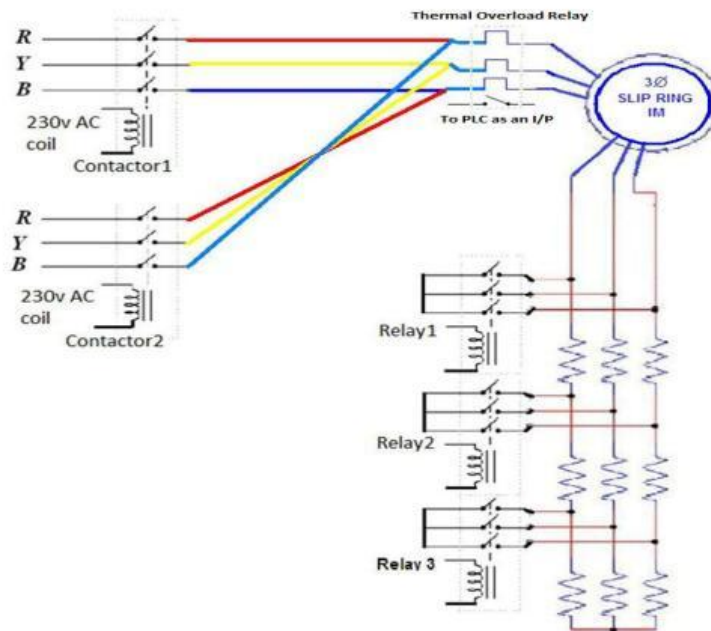 Thermal Overload Relay
R
Y
B
230v AC
coil
Contactor1
3Ø
SLIP RING
IM
To PLC as an I/P
R
Y
B
230v AC
coil
Contactor2
Relay1
Relay2
Relay 3